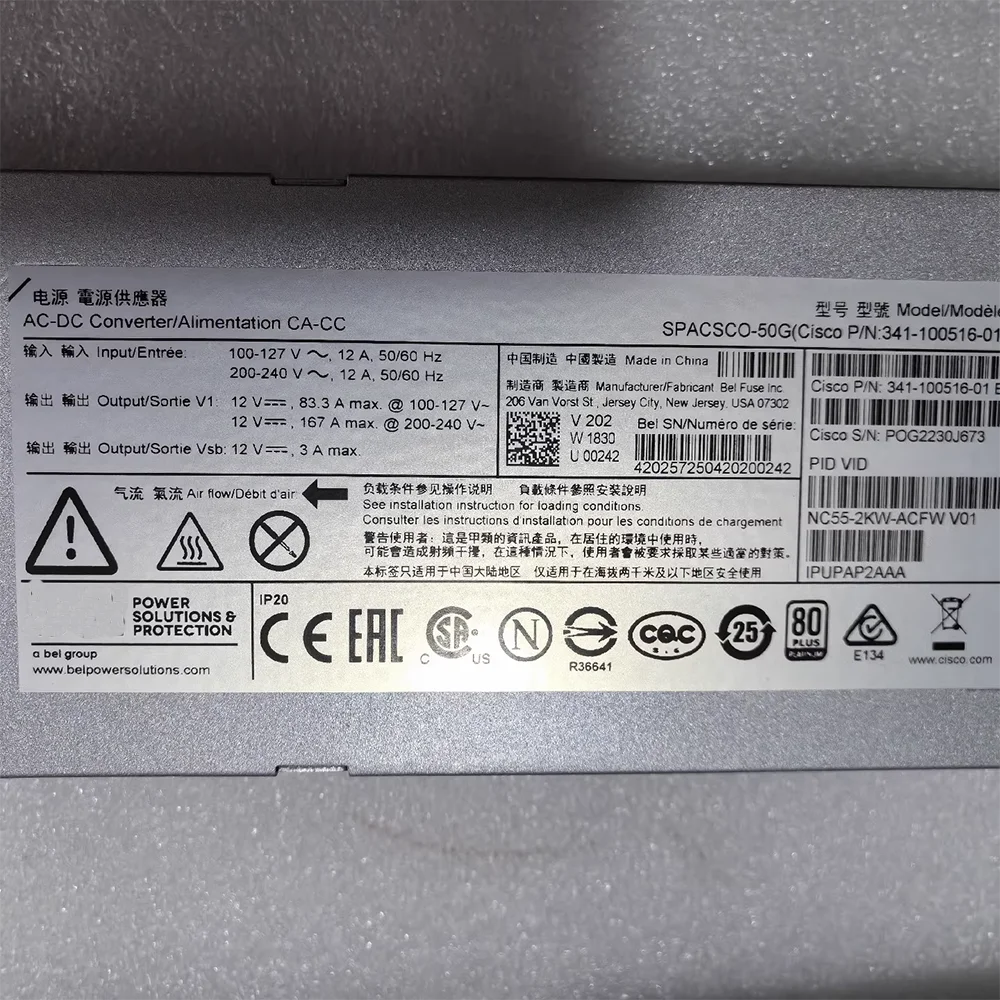 电源 電源供應器
AC-DC Converter/Alimentation CA-CC
型号 型號 Model/Modèle
SPACSCO-50G(Cisco P/N:341-100516-01
输入 輸入 Input/Entrée: 100-127 V ～, 12 A, 50/60 Hz
200-240 V ～, 12 A, 50/60 Hz
输出 輸出 Output/Sortie V1: 12 V⎓, 83.3 A max. @ 100-127 V~
12 V⎓, 167 A max. @ 200-240 V~
输出 輸出 Output/Sortie Vsb: 12 V⎓, 3 A max.
中国制造 中國製造 Made in China
制造商 製造商 Manufacturer/Fabricant Bel Fuse Inc
206 Van Vorst St , Jersey City, New Jersey. USA 07302
V 202
W 1830
U 00242
Bel SN/Numéro de série:
420257250420200242
Cisco P/N: 341-100516-01 E
Cisco S/N: POG2230J673
PID VID
NC55-2KW-ACFW V01
IPUPAP2AAA
气流 氣流 Air flow/Débit d'air
负载条件参见操作说明 負載條件參照安裝說明
See installation instruction for loading conditions.
Consulter les instructions d'installation pour les conditions de chargement
警告使用者：這是甲類的資訊產品，在居住的環境中使用時，
可能會造成射頻干擾，在這種情況下，使用者會被要求採取某些適當的對策。
本标签只适用于中国大陆地区 仅适用于在海拔两千米及以下地区安全使用
POWER
SOLUTIONS &
PROTECTION
a bel group
www.belpowersolutions.com
IP20
CE EAC
C SA US
N
R36641
CQC
S&E
25
80
PLUS
PLATINUM
E134
www.cisco.com